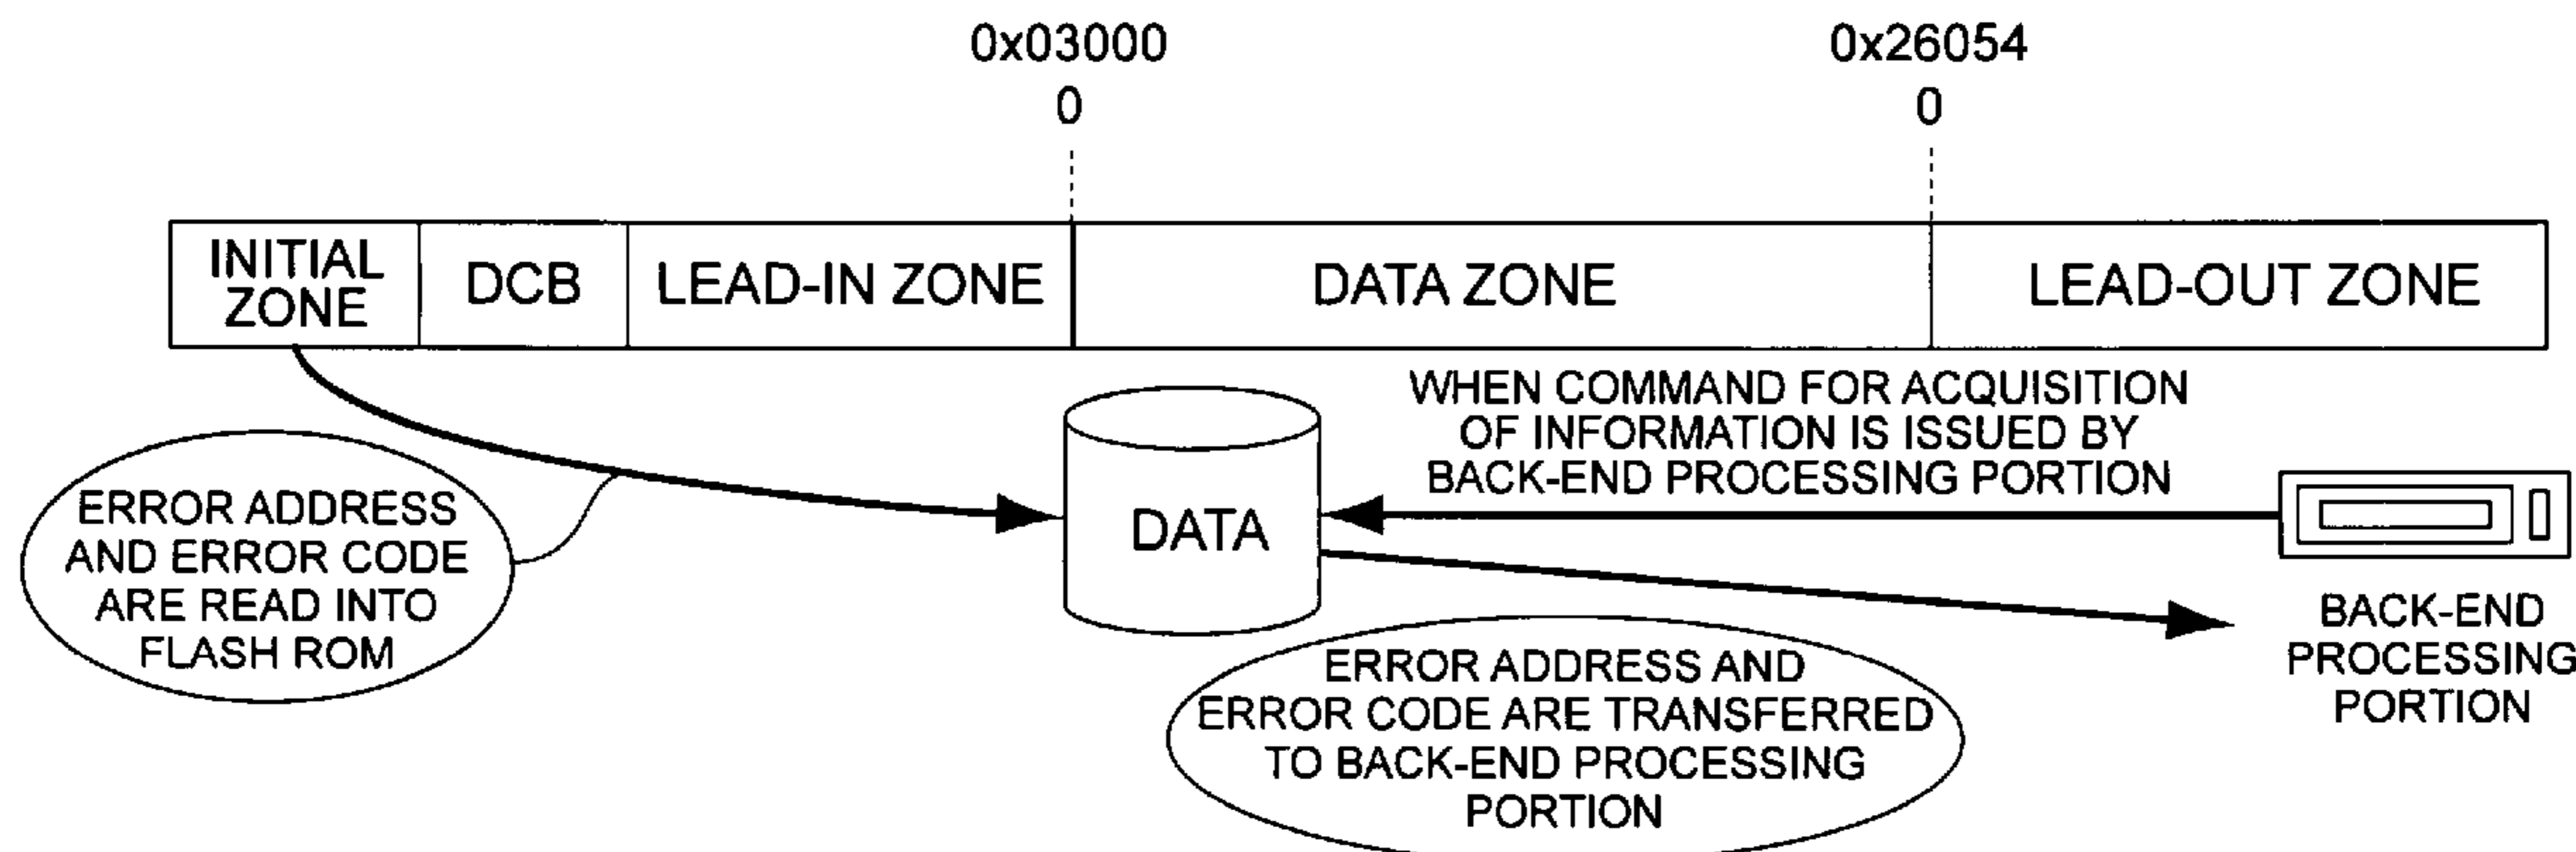 0x03000
0
0x26054
0
INITIAL
ZONE
DCB
LEAD-IN ZONE
DATA ZONE
LEAD-OUT ZONE
ERROR ADDRESS
AND ERROR CODE
ARE READ INTO
FLASH ROM
DATA
WHEN COMMAND FOR ACQUISITION
OF INFORMATION IS ISSUED BY
BACK-END PROCESSING PORTION
ERROR ADDRESS AND
ERROR CODE ARE TRANSFERRED
TO BACK-END PROCESSING
PORTION
BACK-END
PROCESSING
PORTION